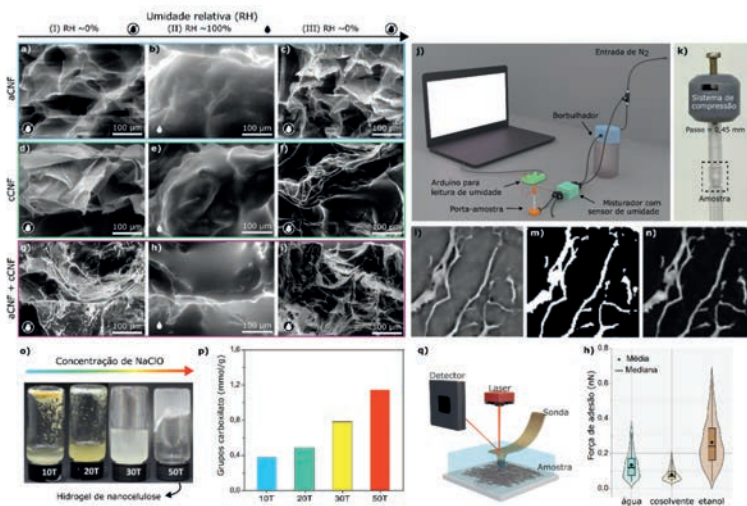 Umidade relativa (RH)
(I) RH ~0%
(II) RH ~100%
(III) RH ~0%
aCNF
a)
100 µm
b)
100 µm
c)
100 µm
cCNF
d)
100 µm
e)
100 µm
f)
100 µm
aCNF + cCNF
g)
100 µm
h)
100 µm
i)
100 µm
j)
Entrada de N2
Borbulhador
Arduíno para
leitura de umidade
Porta-amostra
Misturador com
sensor de umidade
k)
Sistema de
compressão
Passo = 0,45 mm
Amostra
l)
m)
n)
o)
Concentração de NaClO
10T
20T
30T
50T
Hidrogel de nanocelulose
p)
Grupos carboxilato (mmol/g)
1,6
1,2
0,8
0,4
0,0
10T
20T
30T
50T
q)
Detector
Laser
Sonda
Amostra
h)
Força de adesão (nN)
0.8
0.6
0.4
0.2
0.0
Média
Mediana
água
cosolvente
etanol